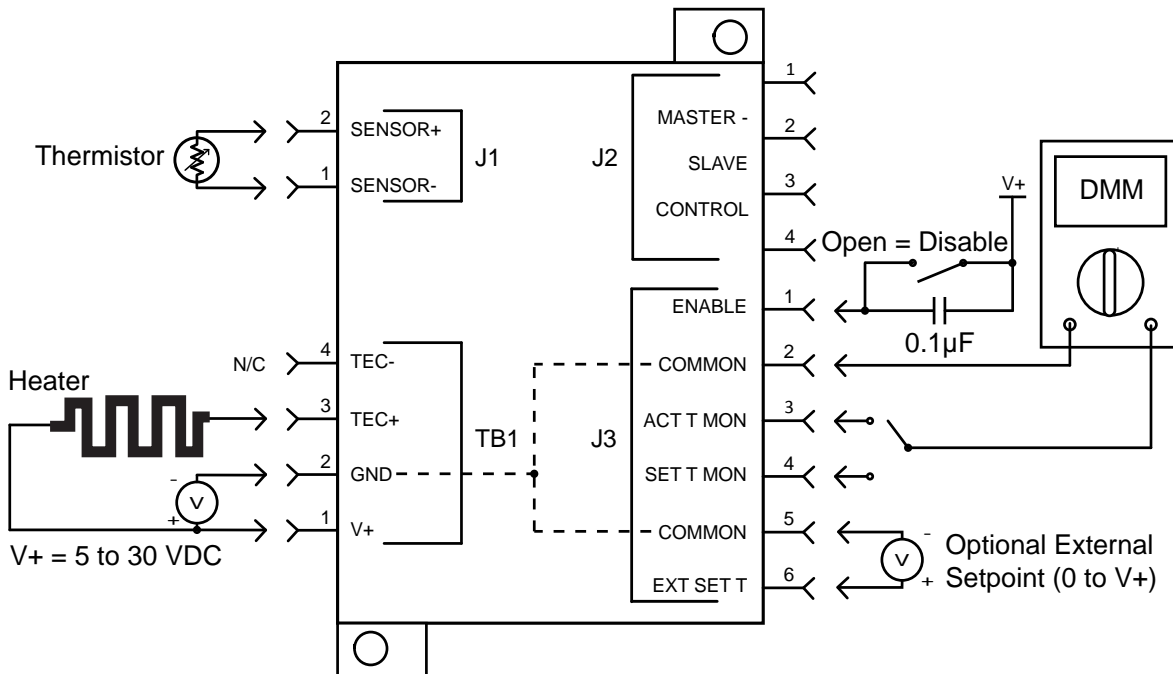 Thermistor
2
SENSOR+
1
SENSOR-
J1
J2
1
MASTER -
2
SLAVE
3
CONTROL
4
V+
DMM
Open = Disable
0.1µF
ENABLE
1
COMMON
2
ACT T MON
3
SET T MON
4
COMMON
5
EXT SET T
6
J3
Heater
N/C
4
TEC-
3
TEC+
2
GND
1
V+
TB1
-
V
+
V+ = 5 to 30 VDC
-
V
+
Optional External
Setpoint (0 to V+)